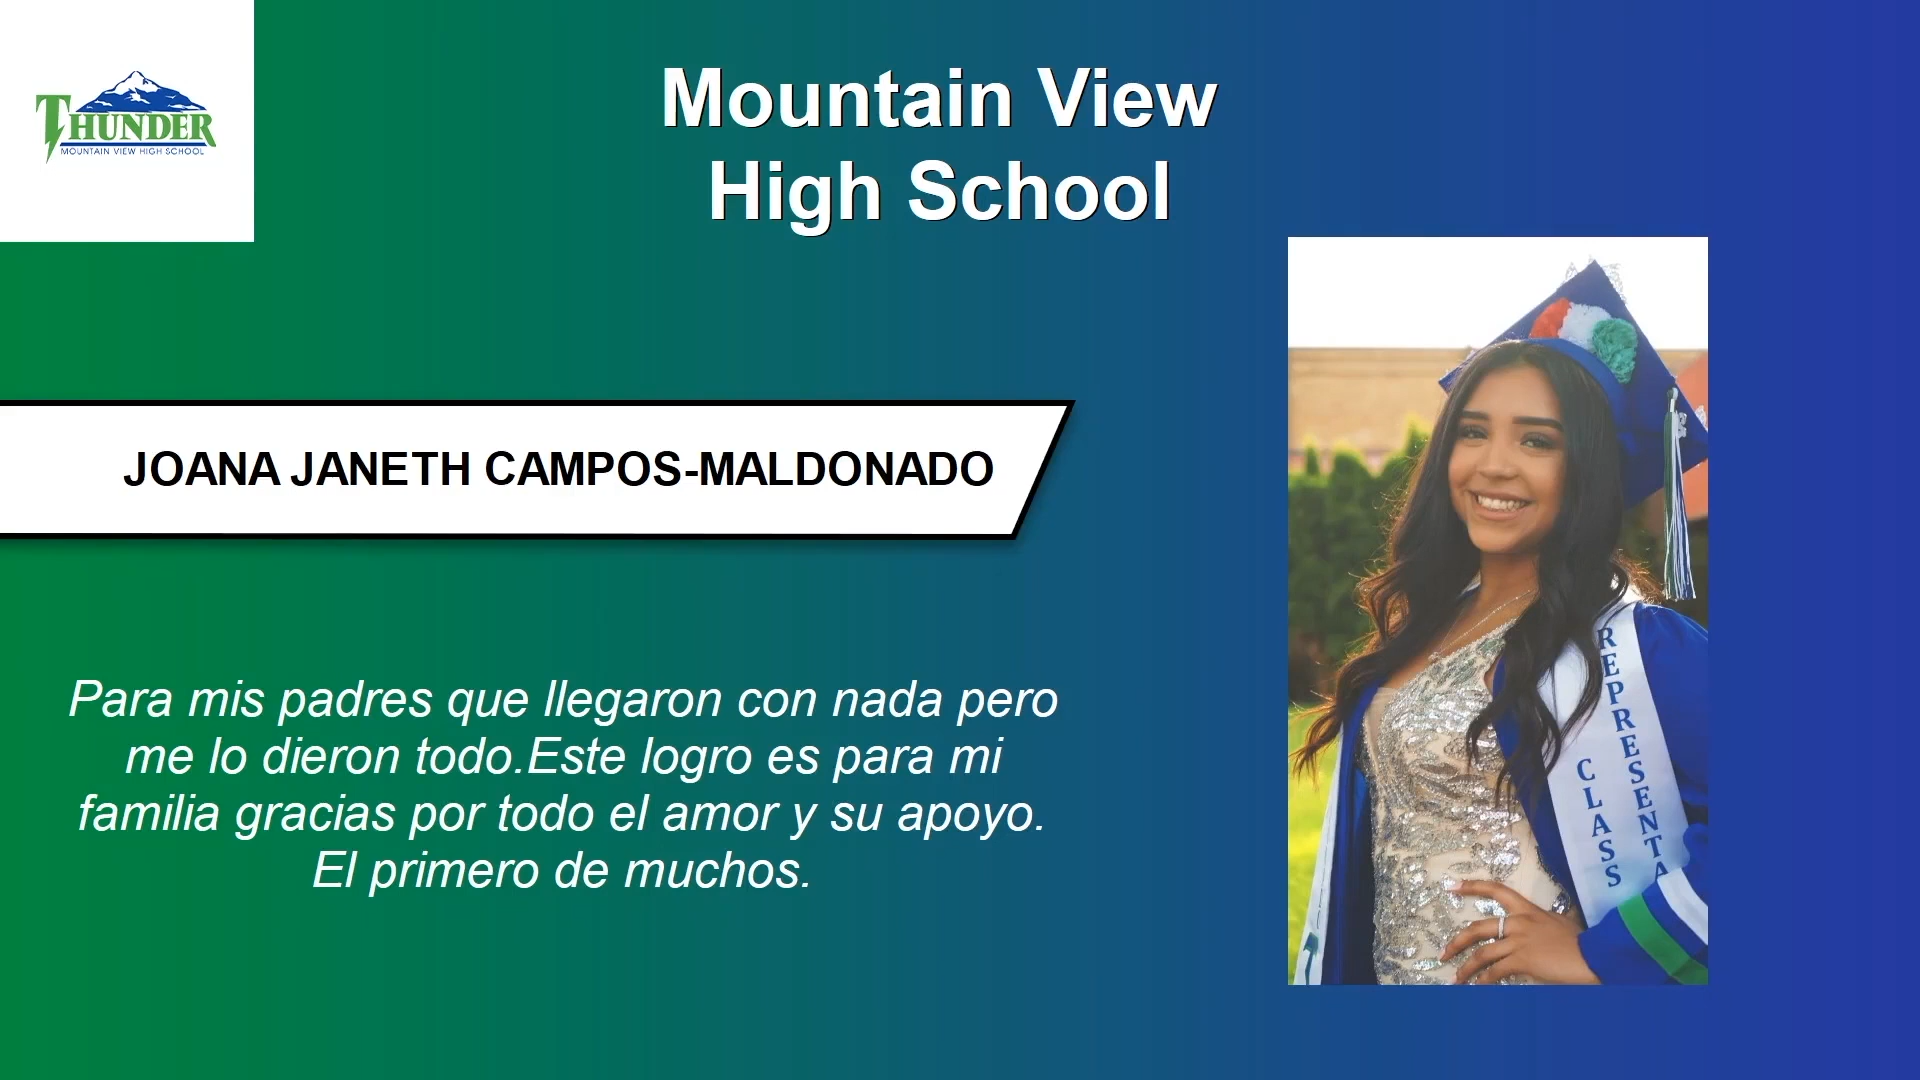 THUNDER
MOUNTAIN VIEW HIGH SCHOOL
Mountain View
High School
JOANA JANETH CAMPOS-MALDONADO
Para mis padres que llegaron con nada pero
me lo dieron todo.Este logro es para mi
familia gracias por todo el amor y su apoyo.
El primero de muchos.
CLASS
REPRESENTA